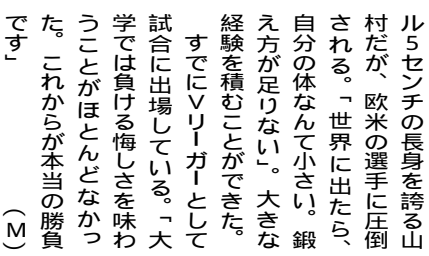 ル5センチの長身を誇る山
村だが、欧米の選手に圧倒
される。「世界に出たら、
自分の体なんて小さい。鍛
え方が足りない」。大きな
経験を積むことができた。
　すでにＶリーガーとして
試合に出場している。「大
学では負ける悔しさを味わ
うことがほとんどなかっ
た。これからが本当の勝負
です」　　　　　　（Ｍ）